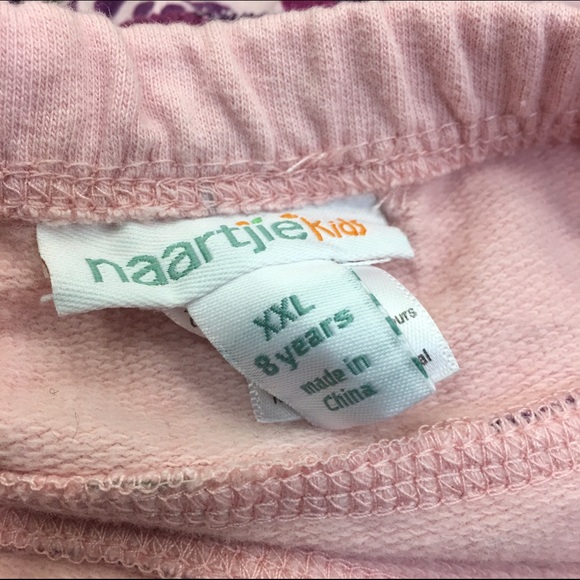 naartjie kids
XXL
8 years
made in
China